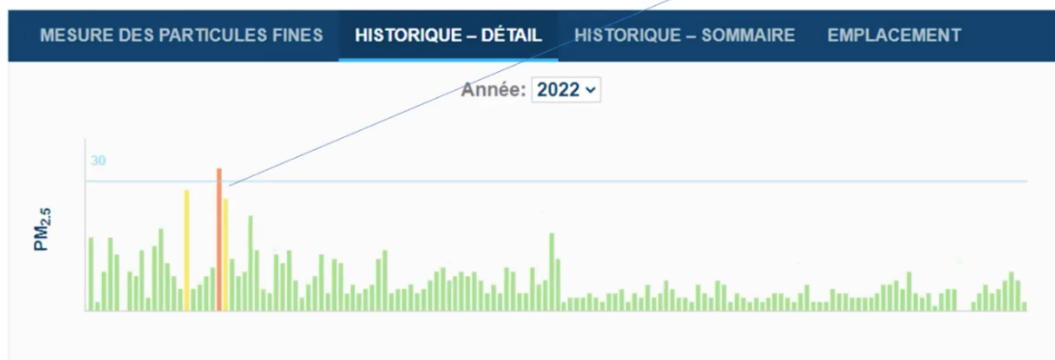 MESURE DES PARTICULES FINES HISTORIQUE – DÉTAIL HISTORIQUE – SOMMAIRE EMPLACEMENT
Année: 2022
30
PM2.5